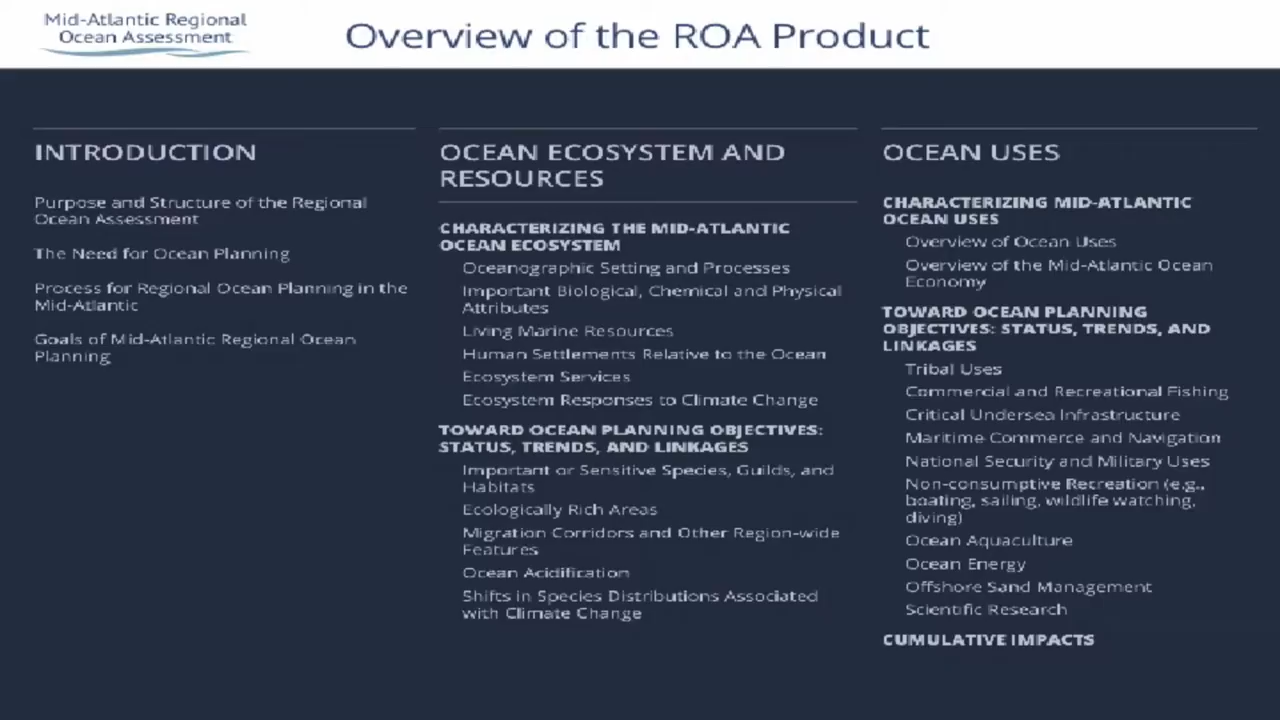 Mid-Atlantic Regional
Ocean Assessment
Overview of the ROA Product
INTRODUCTION
Purpose and Structure of the Regional
Ocean Assessment
The Need for Ocean Planning
Process for Regional Ocean Planning in the
Mid-Atlantic
Goals of Mid-Atlantic Regional Ocean
Planning
OCEAN ECOSYSTEM AND
RESOURCES
CHARACTERIZING THE MID-ATLANTIC
OCEAN ECOSYSTEM
Oceanographic Setting and Processes
Important Biological, Chemical and Physical
Attributes
Living Marine Resources
Human Settlements Relative to the Ocean
Ecosystem Services
Ecosystem Responses to Climate Change
TOWARD OCEAN PLANNING OBJECTIVES:
STATUS, TRENDS, AND LINKAGES
Important or Sensitive Species, Guilds, and
Habitats
Ecologically Rich Areas
Migration Corridors and Other Region-wide
Features
Ocean Acidification
Shifts in Species Distributions Associated
with Climate Change
OCEAN USES
CHARACTERIZING MID-ATLANTIC
OCEAN USES
Overview of Ocean Uses
Overview of the Mid-Atlantic Ocean
Economy
TOWARD OCEAN PLANNING
OBJECTIVES: STATUS, TRENDS, AND
LINKAGES
Tribal Uses
Commercial and Recreational Fishing
Critical Undersea Infrastructure
Maritime Commerce and Navigation
National Security and Military Uses
Non-consumptive Recreation (e.g.,
boating, sailing, wildlife watching,
diving)
Ocean Aquaculture
Ocean Energy
Offshore Sand Management
Scientific Research
CUMULATIVE IMPACTS